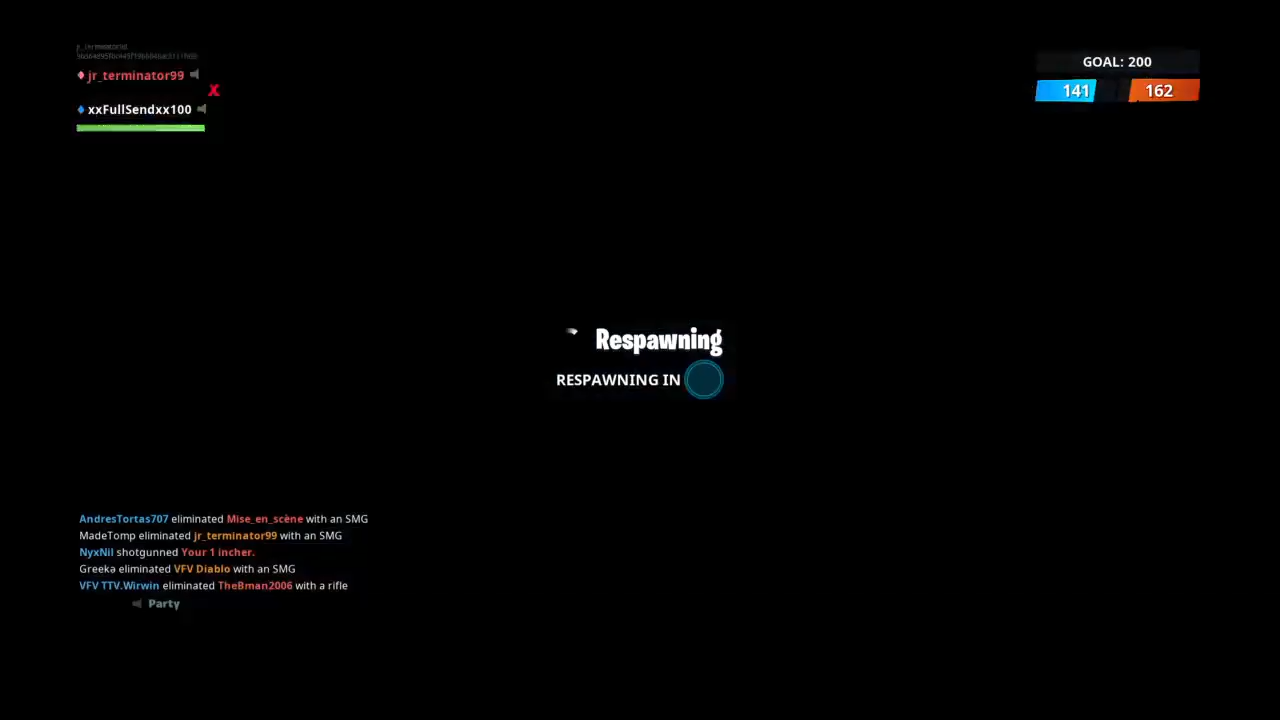 jr_terminator99
xxFullSendxx100
GOAL: 200
141 162
Respawning
RESPAWNING IN
AndresTortas707 eliminated Mise_en_scène with an SMG
MadeTomp eliminated jr_terminator99 with an SMG
NyxNil shotgunned Your 1 incher.
Greekə eliminated VFV Diablo with an SMG
VFV TTV.Wirwin eliminated TheBman2006 with a rifle
Party